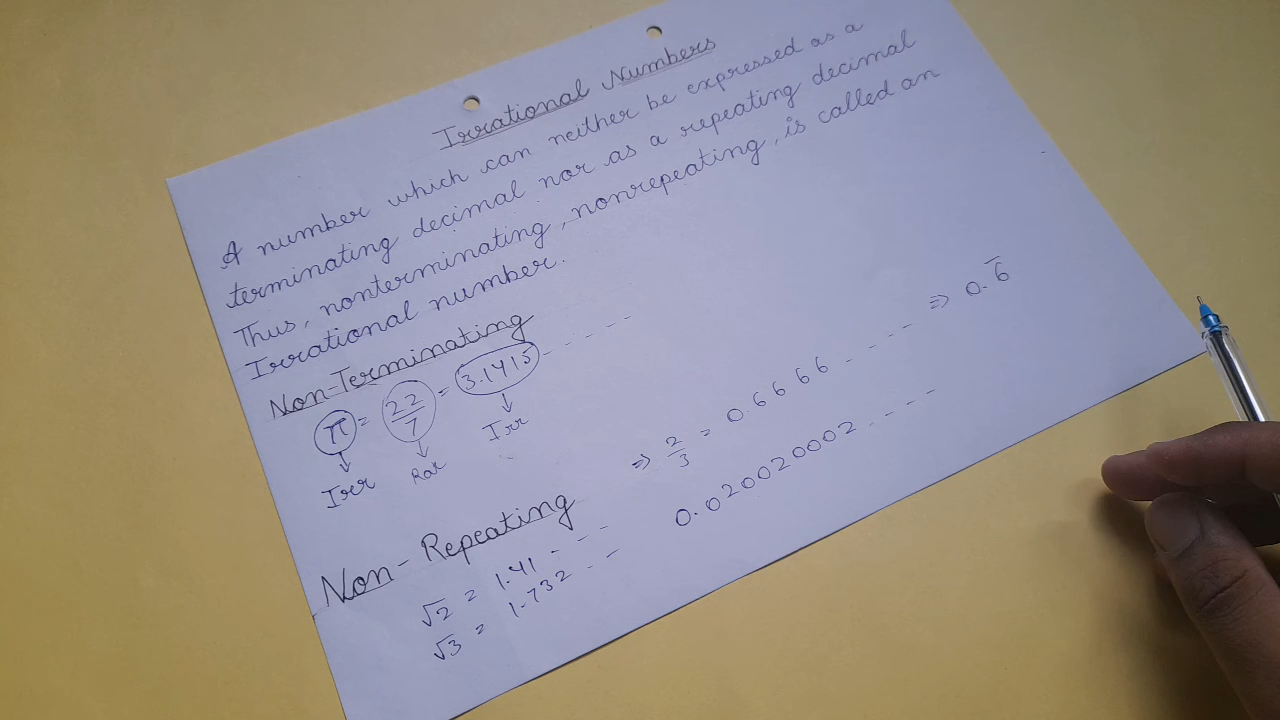 Irrational Numbers
A number which can neither be expressed as a
terminating decimal nor as a repeating decimal
Thus, nonterminating, nonrepeating, is called an
Irrational number.
Non-Terminating
π = 22/7 = 3.1415 - - - - -
Irr Rat Irr
⇒ 2/3 = 0.6666 - - - - ⇒ 0.6̅
Non-Repeating
0.020020002 - - - -
√2 = 1.41 - - -
√3 = 1.732 - -